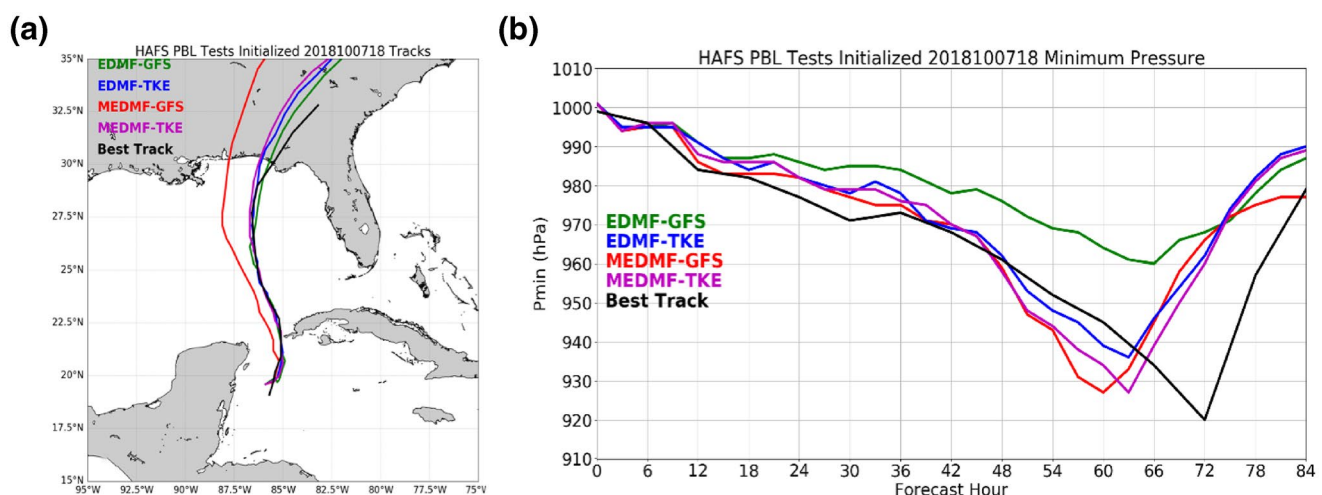 (a)
HAFS PBL Tests Initialized 2018100718 Tracks
35°N
32.5°N
30°N
27.5°N
25°N
22.5°N
20°N
17.5°N
15°N
EDMF-GFS
EDMF-TKE
MEDMF-GFS
MEDMF-TKE
Best Track
95°W 92.5°W 90°W 87.5°W 85°W 82.5°W 80°W 77.5°W 75°W
(b)
HAFS PBL Tests Initialized 2018100718 Minimum Pressure
Pmin (hPa)
1010
1000
990
980
970
960
950
940
930
920
910
EDMF-GFS
EDMF-TKE
MEDMF-GFS
MEDMF-TKE
Best Track
0 6 12 18 24 30 36 42 48 54 60 66 72 78 84
Forecast Hour